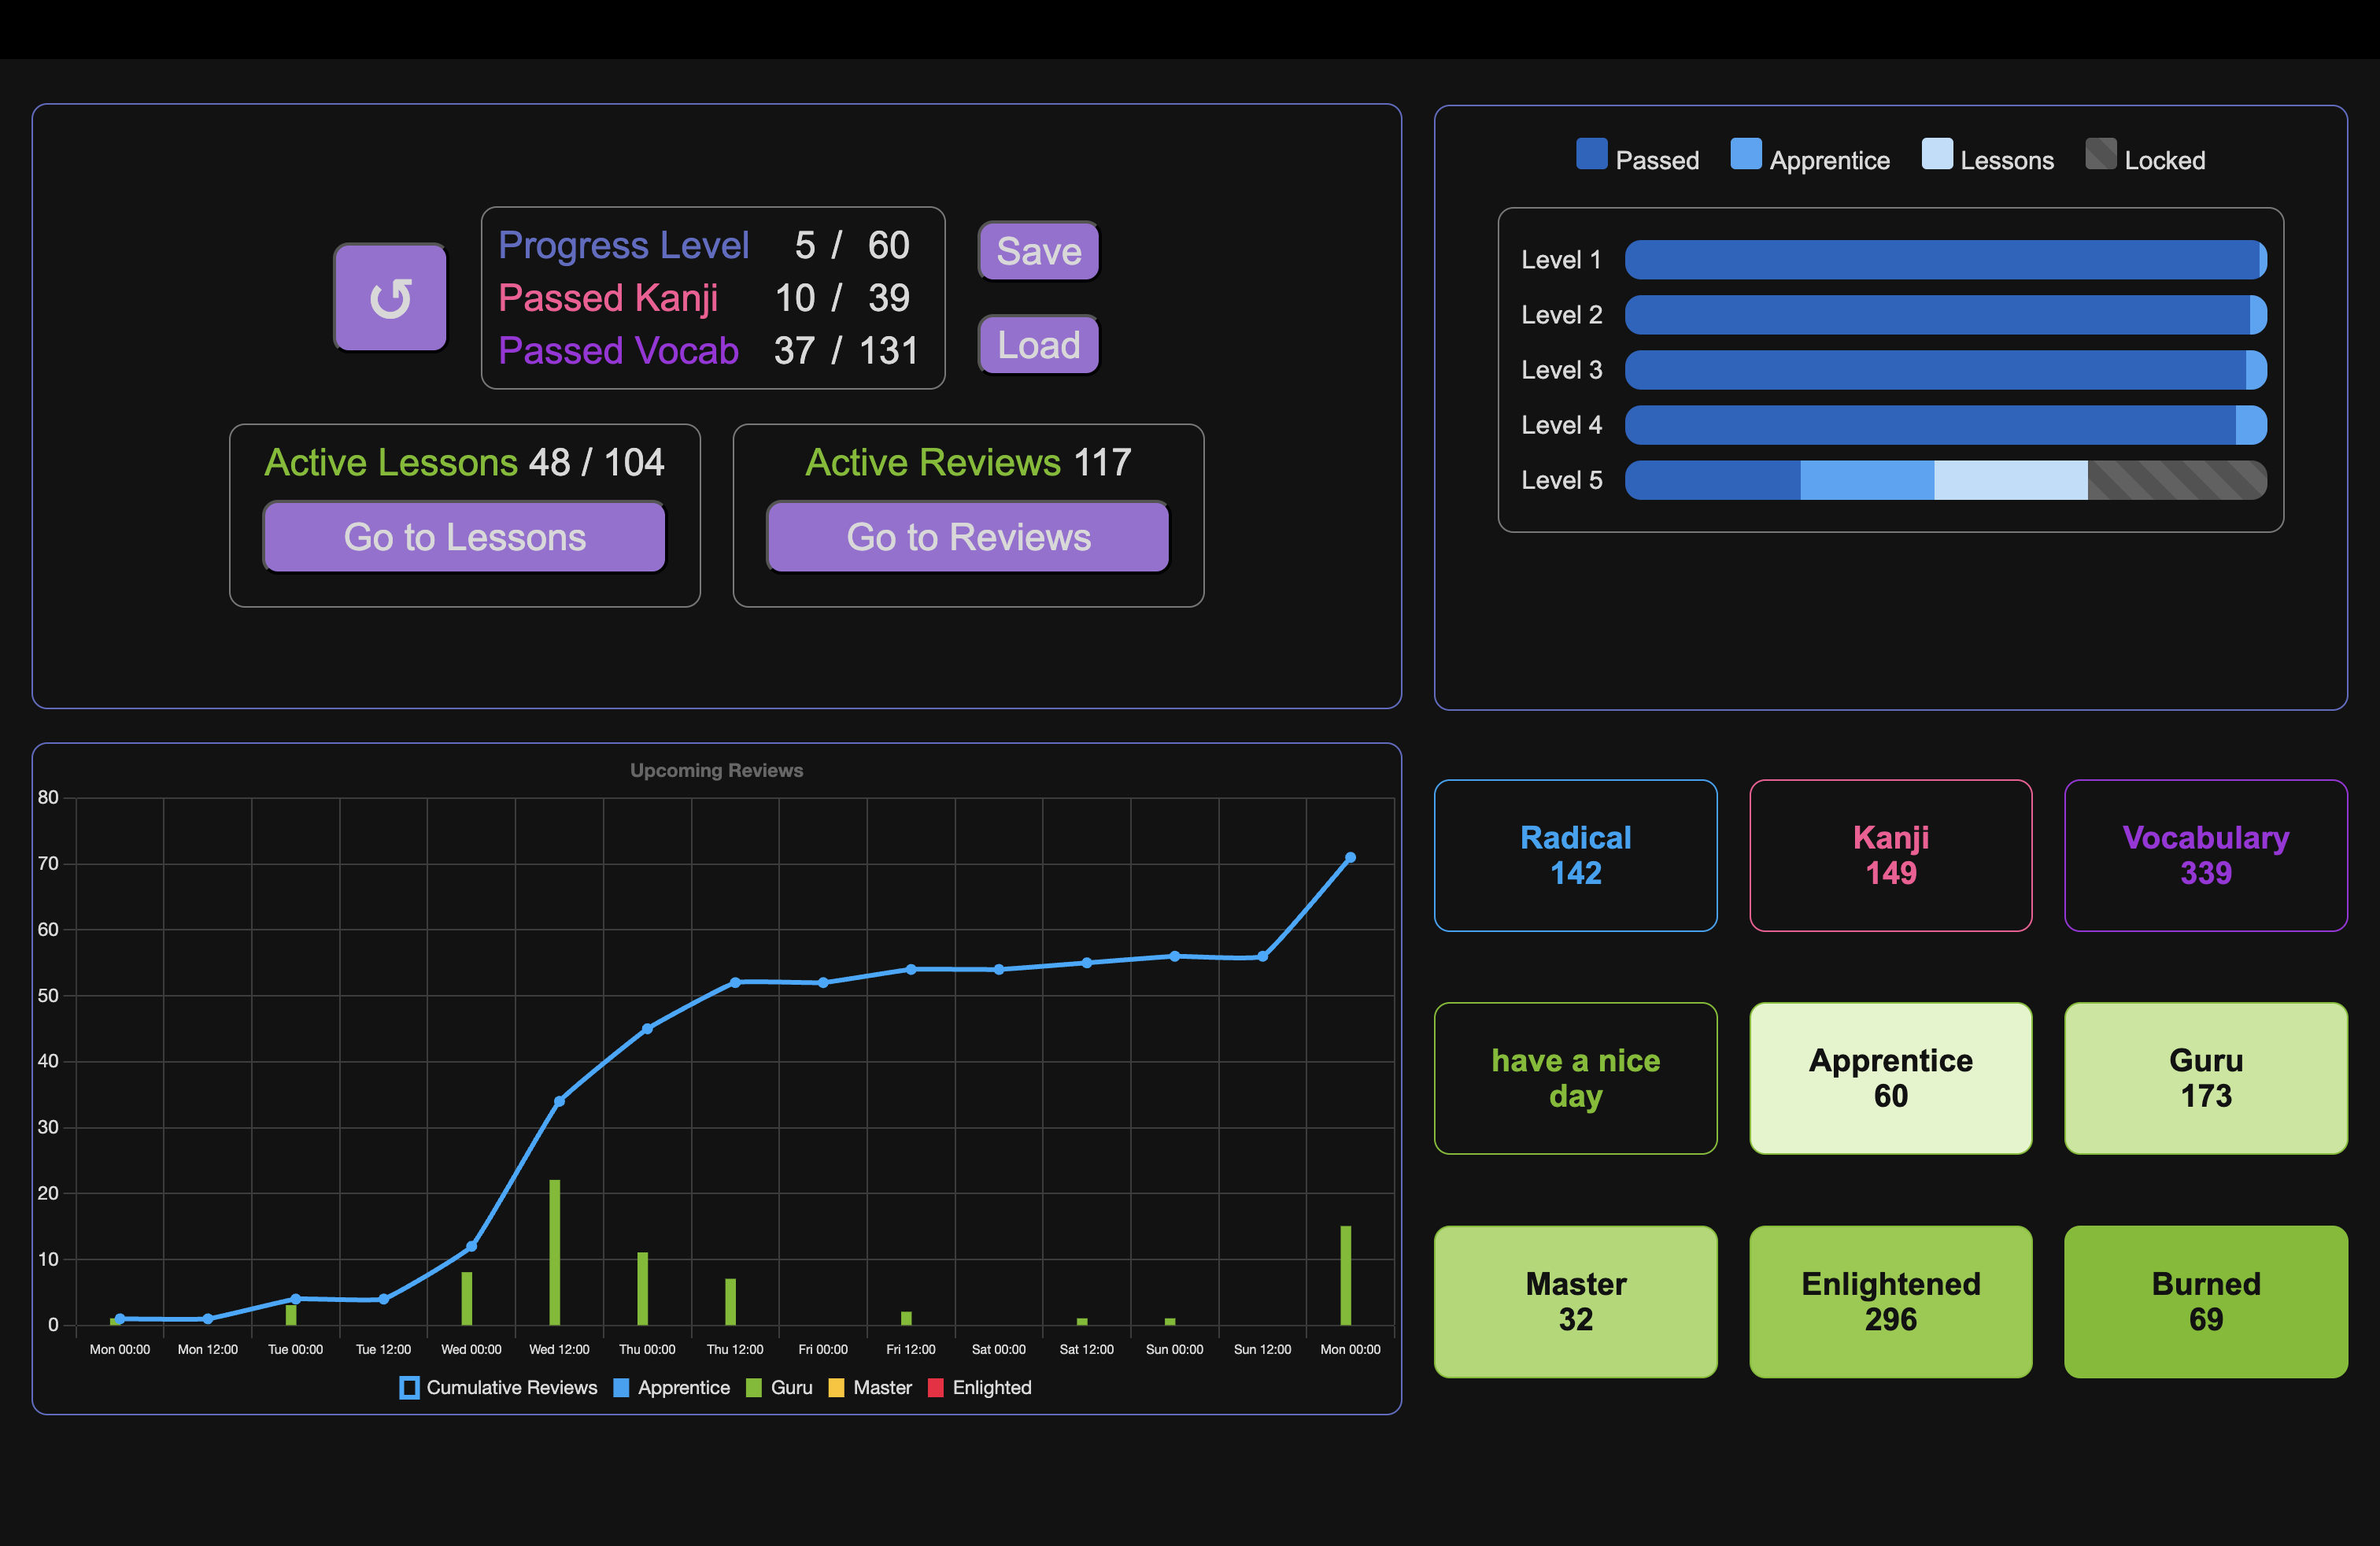 Progress Level 5 / 60
Passed Kanji 10 / 39
Passed Vocab 37 / 131
Save
Load
Active Lessons 48 / 104
Go to Lessons
Active Reviews 117
Go to Reviews
Passed Apprentice Lessons Locked
Level 1
Level 2
Level 3
Level 4
Level 5
Upcoming Reviews
80
70
60
50
40
30
20
10
0
Mon 00:00 Mon 12:00 Tue 00:00 Tue 12:00 Wed 00:00 Wed 12:00 Thu 00:00 Thu 12:00 Fri 00:00 Fri 12:00 Sat 00:00 Sat 12:00 Sun 00:00 Sun 12:00 Mon 00:00
Cumulative Reviews Apprentice Guru Master Enlighted
Radical
142
Kanji
149
Vocabulary
339
have a nice
day
Apprentice
60
Guru
173
Master
32
Enlightened
296
Burned
69